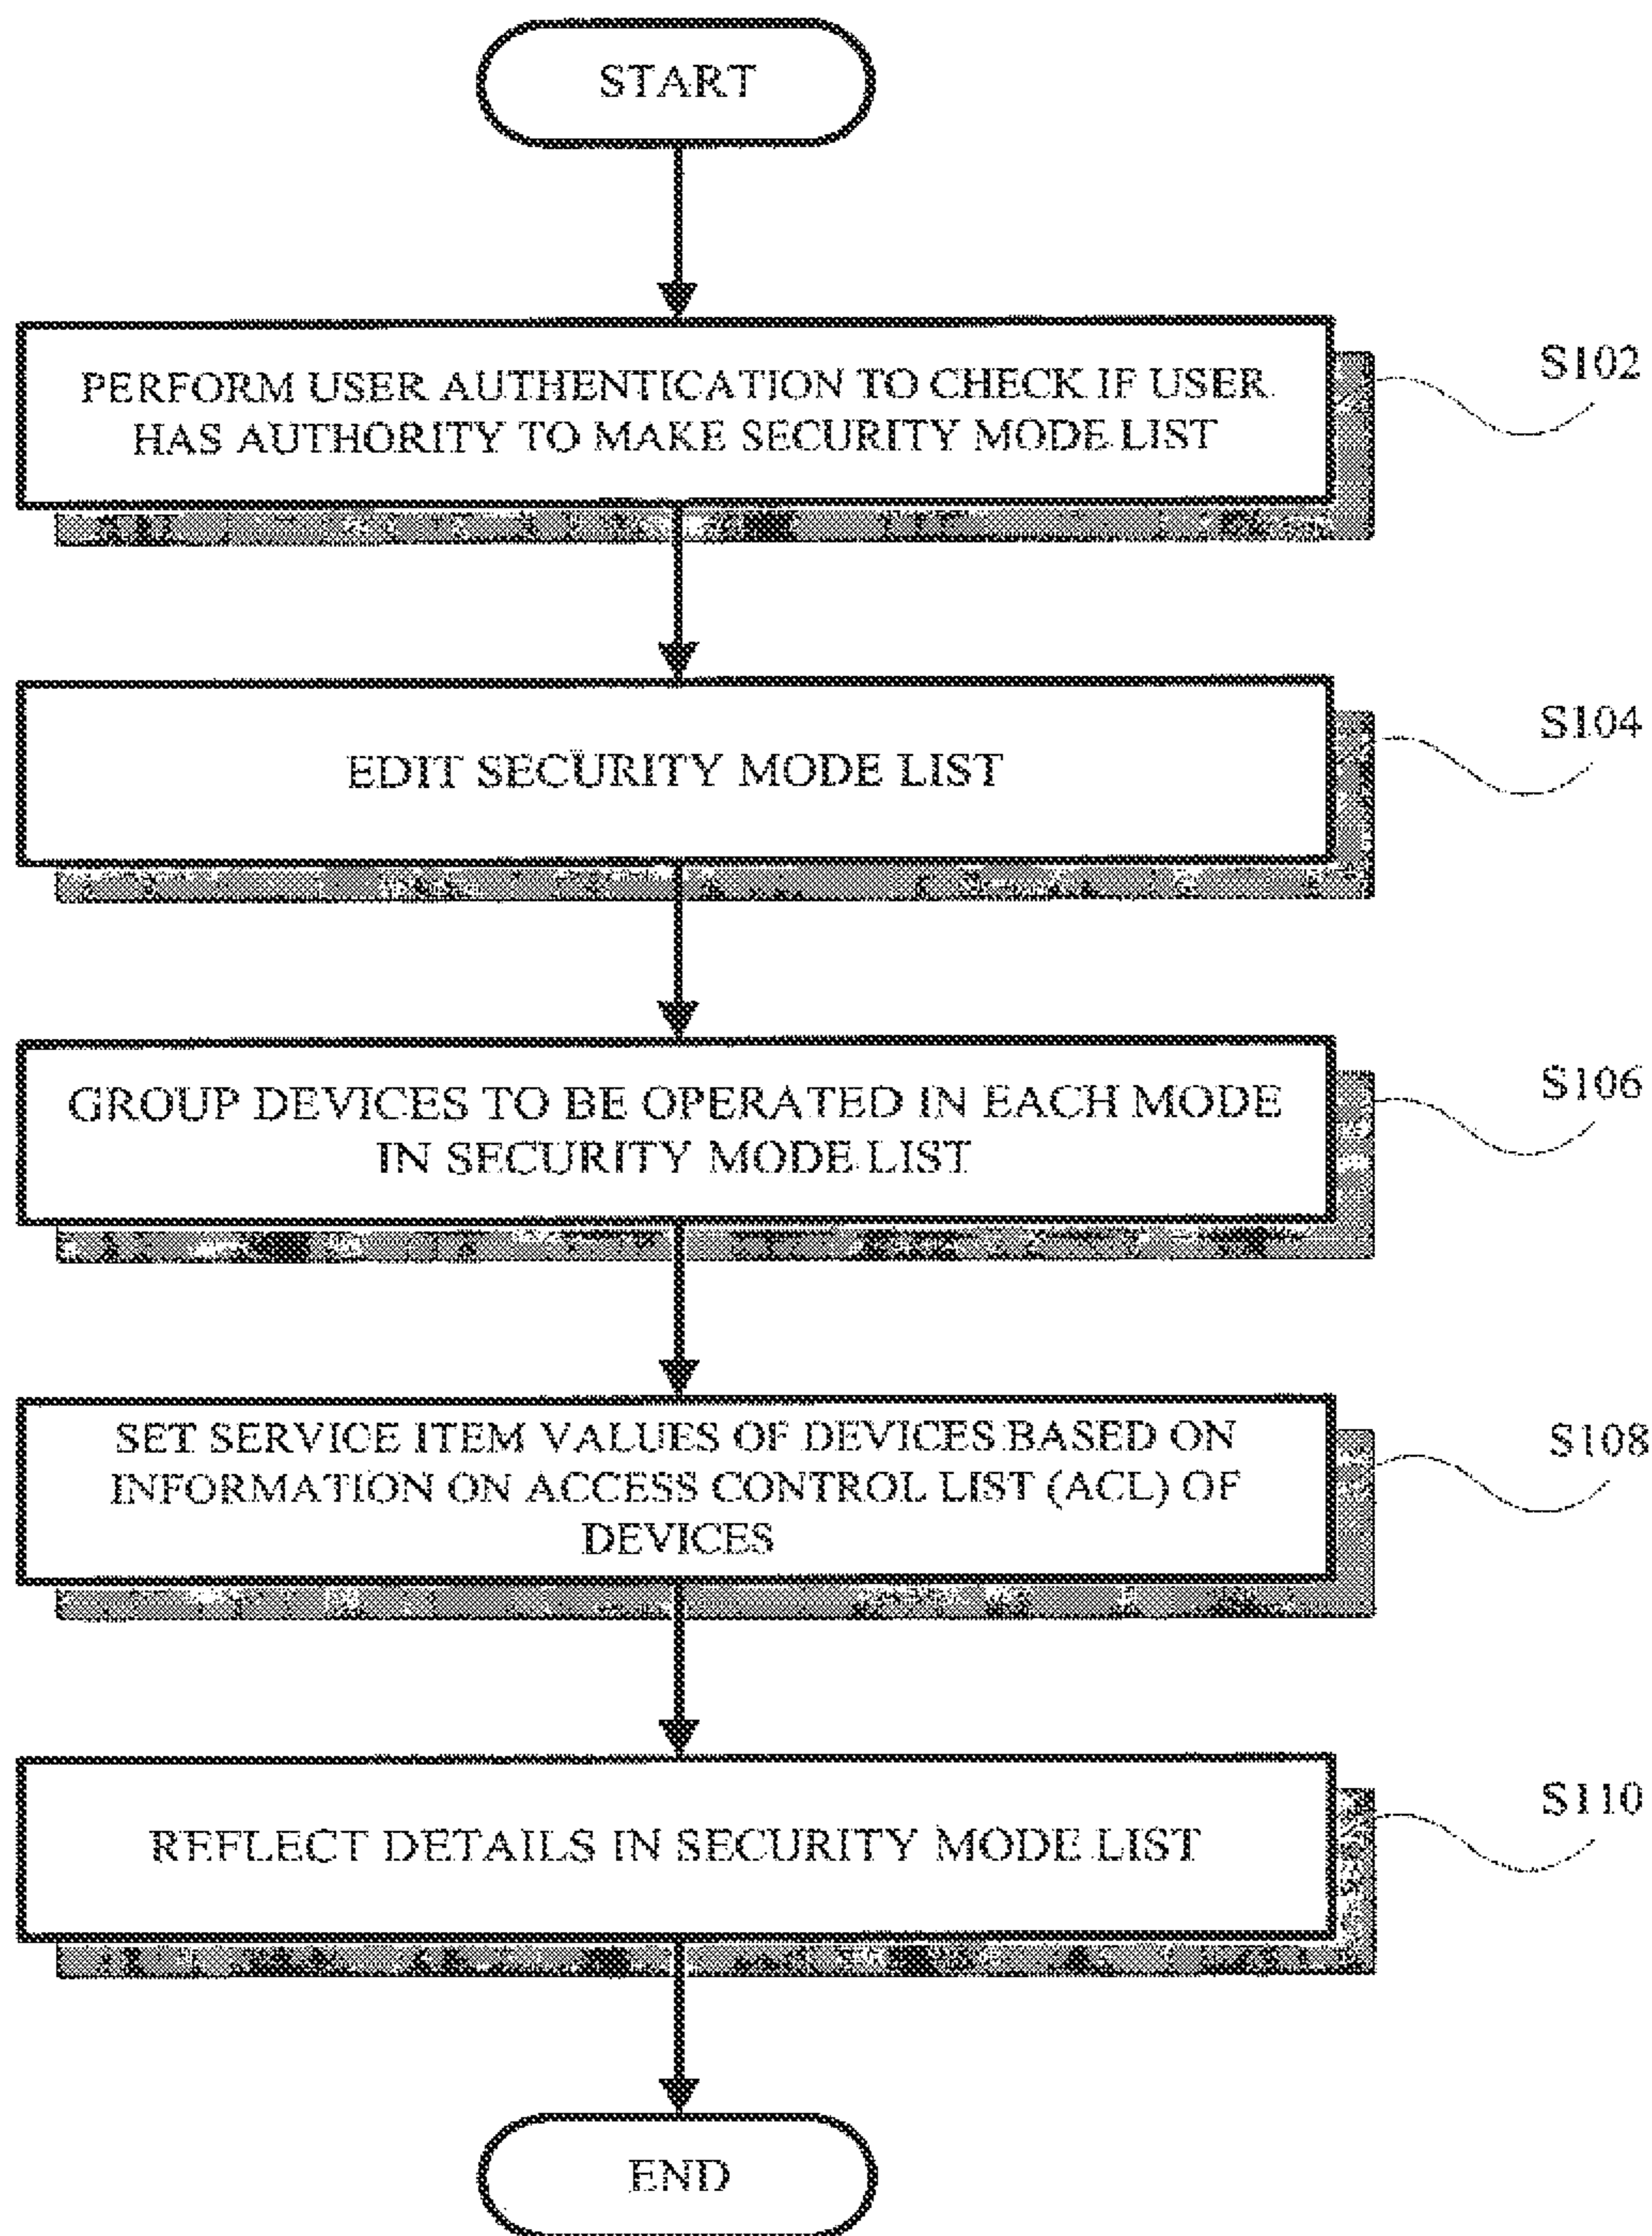 START
PERFORM USER AUTHENTICATION TO CHECK IF USER
HAS AUTHORITY TO MAKE SECURITY MODE LIST
S102
EDIT SECURITY MODE LIST
S104
GROUP DEVICES TO BE OPERATED IN EACH MODE
IN SECURITY MODE LIST
S106
SET SERVICE ITEM VALUES OF DEVICES BASED ON
INFORMATION ON ACCESS CONTROL LIST (ACL) OF
DEVICES
S108
REFLECT DETAILS IN SECURITY MODE LIST
S110
END